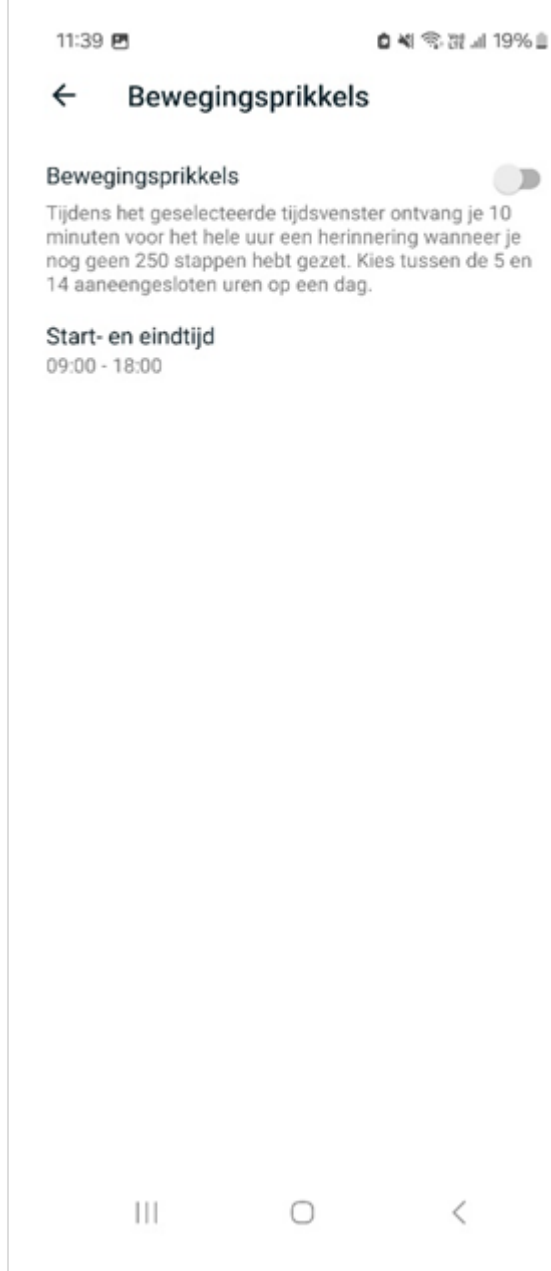 11:39
19%
Bewegingsprikkels
Bewegingsprikkels
Tijdens het geselecteerde tijdsvenster ontvang je 10
minuten voor het hele uur een herinnering wanneer je
nog geen 250 stappen hebt gezet. Kies tussen de 5 en
14 aaneengesloten uren op een dag.
Start- en eindtijd
09:00 - 18:00